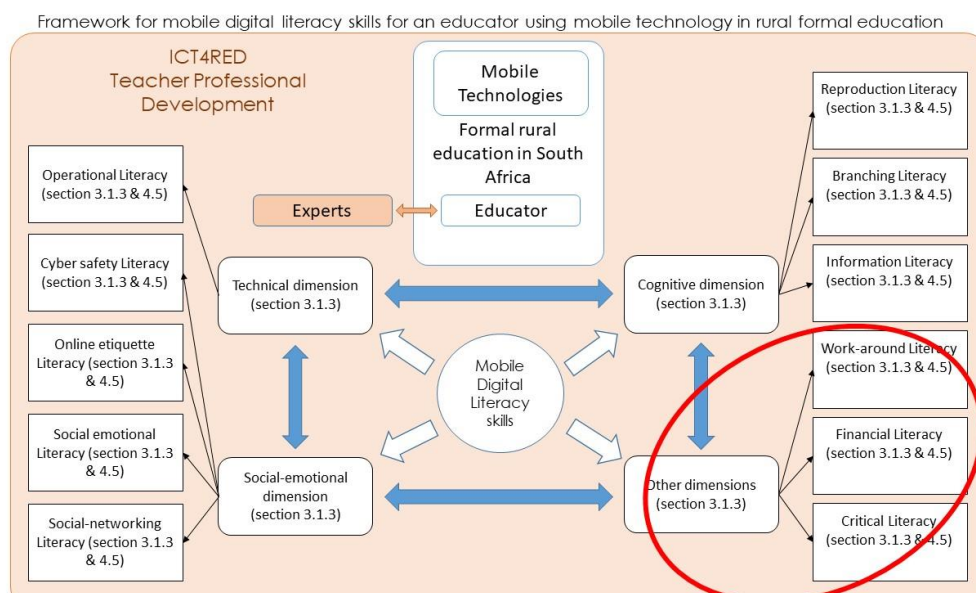 Framework for mobile digital literacy skills for an educator using mobile technology in rural formal education
ICT4RED
Teacher Professional
Development
Mobile
Technologies
Formal rural
education in South
Africa
Experts
Educator
Operational Literacy
(section 3.1.3 & 4.5)
Cyber safety Literacy
(section 3.1.3 & 4.5)
Online etiquette
Literacy (section 3.1.3
& 4.5)
Social emotional
Literacy (section 3.1.3
& 4.5)
Social-networking
Literacy (section 3.1.3
& 4.5)
Technical dimension
(section 3.1.3)
Social-emotional
dimension
(section 3.1.3)
Mobile
Digital
Literacy
skills
Cognitive dimension
(section 3.1.3)
Other dimensions
(section 3.1.3)
Reproduction Literacy
(section 3.1.3 & 4.5)
Branching Literacy
(section 3.1.3 & 4.5)
Information Literacy
(section 3.1.3 & 4.5)
Work-around Literacy
(section 3.1.3 & 4.5)
Financial Literacy
(section 3.1.3 & 4.5)
Critical Literacy
(section 3.1.3 & 4.5)